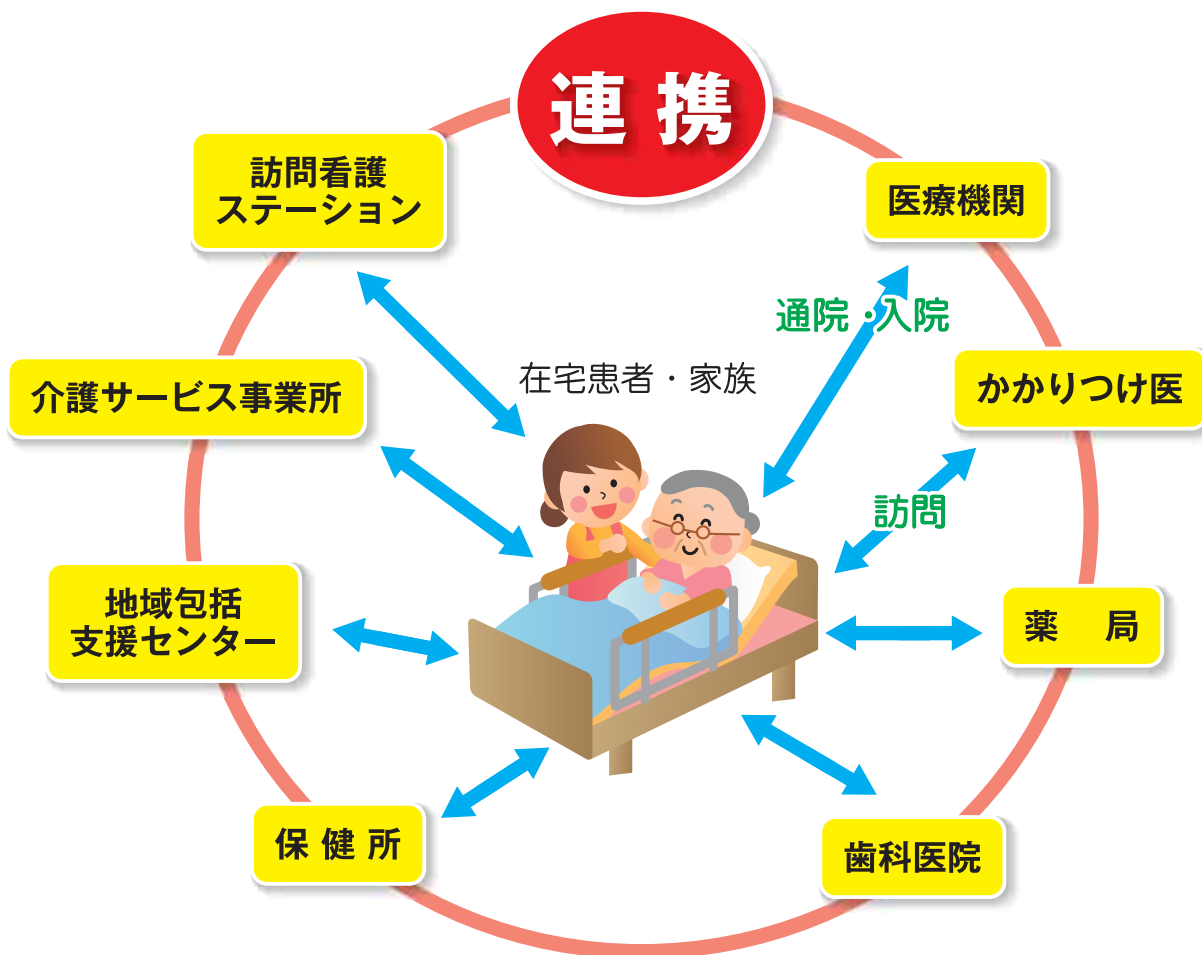 連携
訪問看護
ステーション
医療機関
通院・入院
在宅患者・家族
介護サービス事業所
かかりつけ医
訪問
地域包括
支援センター
薬　局
保健所
歯科医院